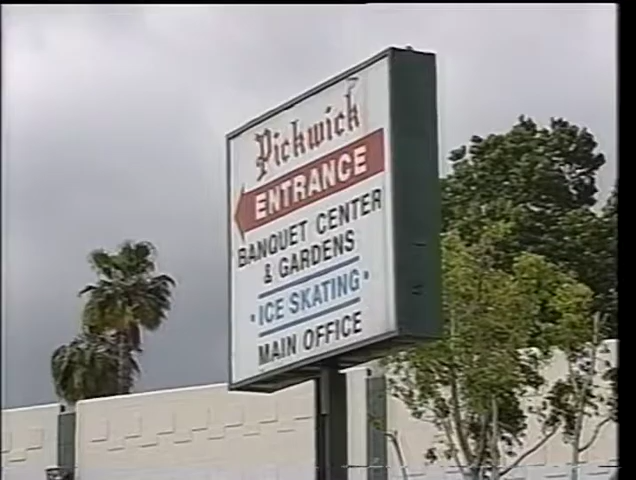 Pickwick
ENTRANCE
BANQUET CENTER
& GARDENS
• ICE SKATING •
MAIN OFFICE